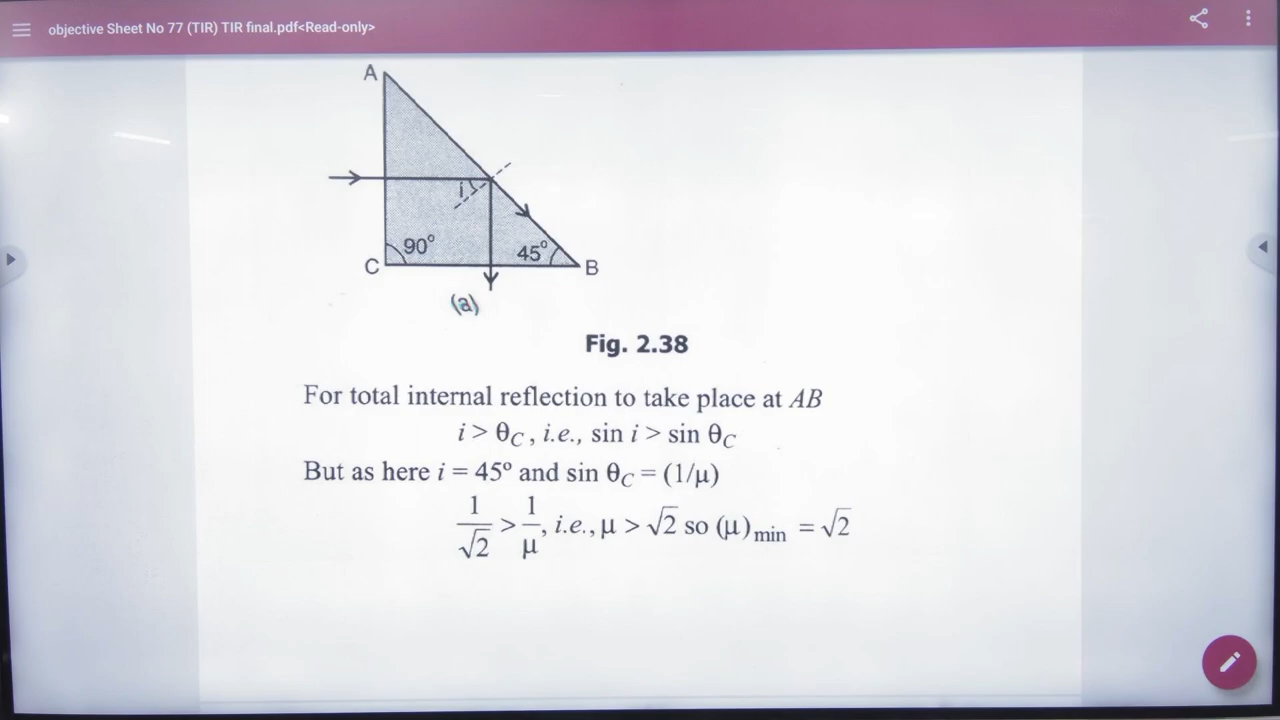 objective Sheet No 77 (TIR) TIR final.pdf<Read-only>
A
i
90°
45°
C
B
(a)
Fig. 2.38
For total internal reflection to take place at AB
i > θC, i.e., sin i > sin θC
But as here i = 45° and sin θC = (1/μ)
1/√2 > 1/μ, i.e., μ > √2 so (μ)min = √2